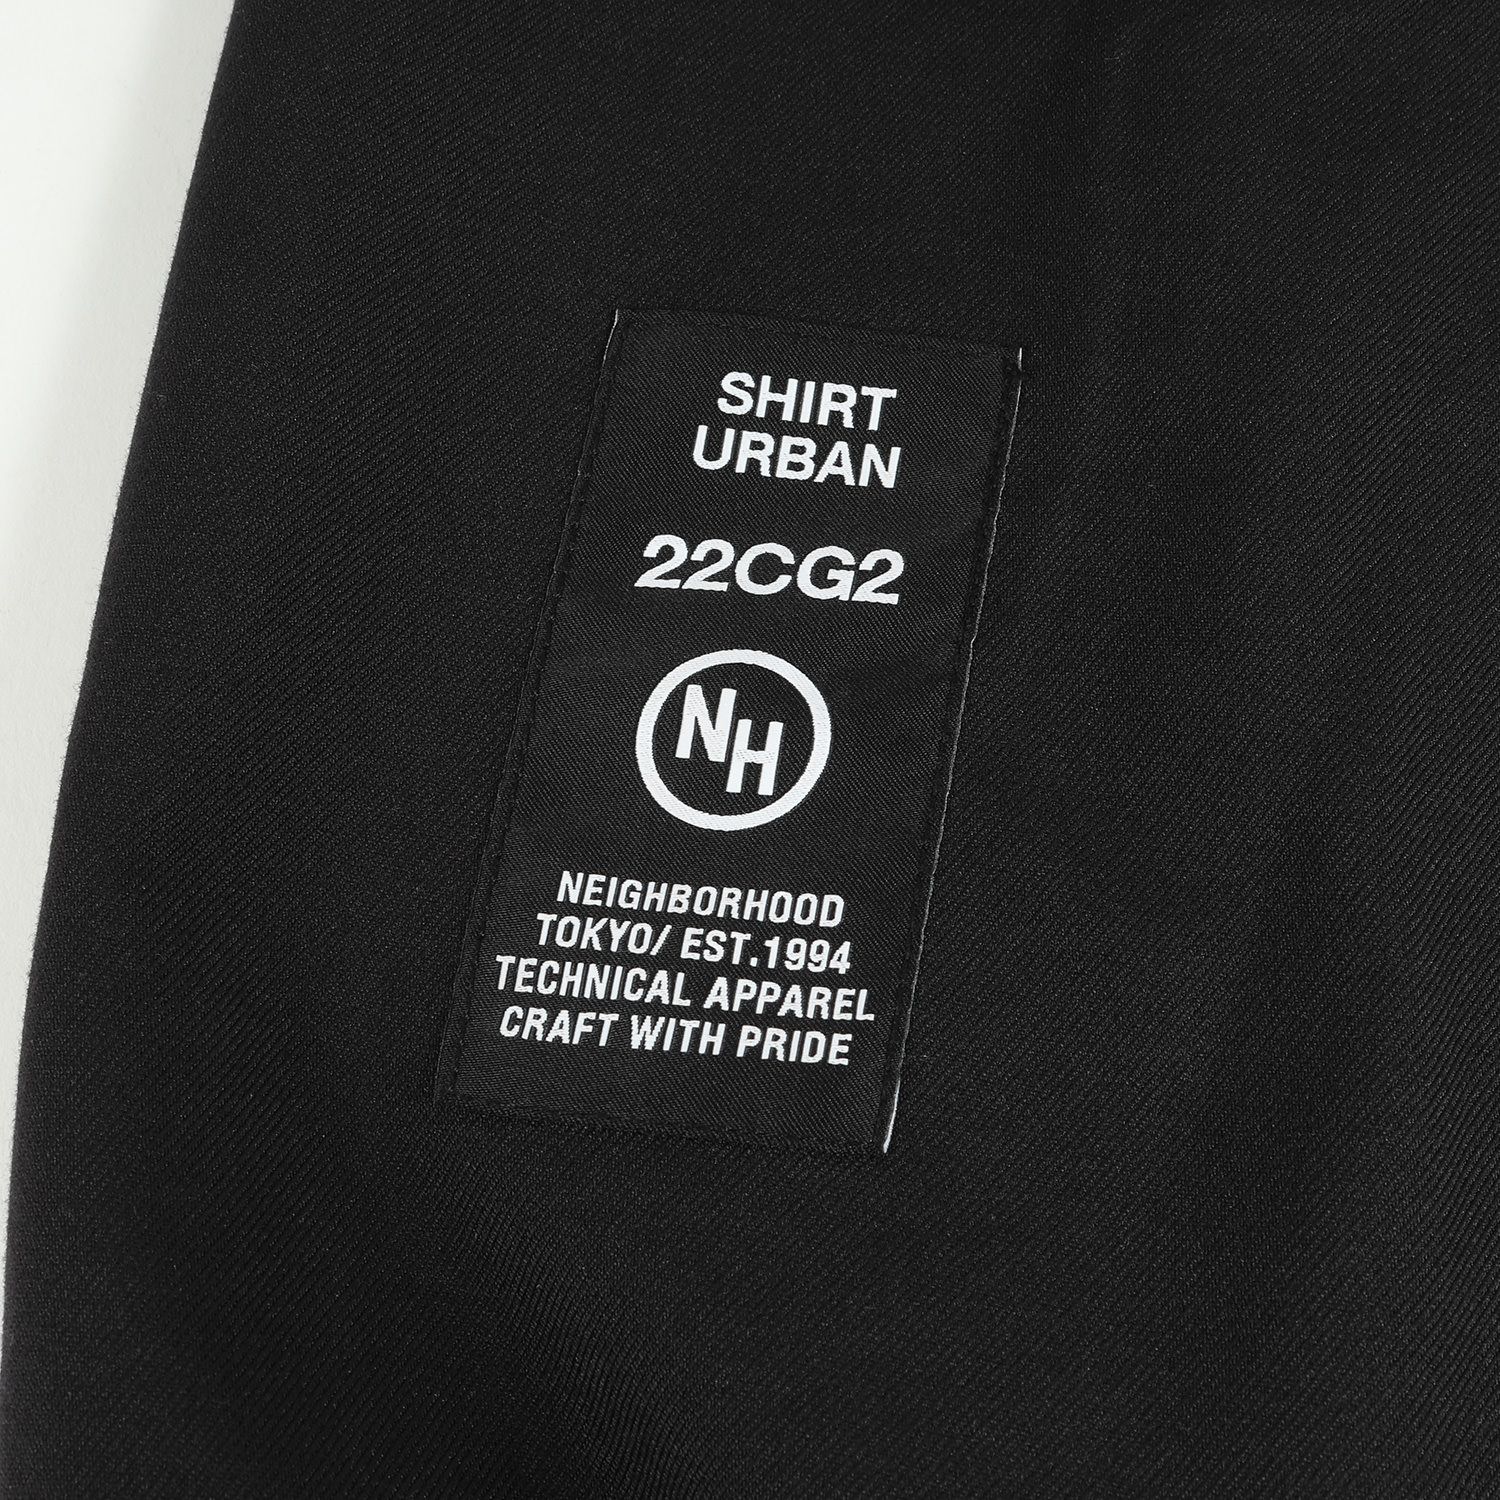 SHIRT
URBAN
22CG2
NH
NEIGHBORHOOD
TOKYO/ EST.1994
TECHNICAL APPAREL
CRAFT WITH PRIDE